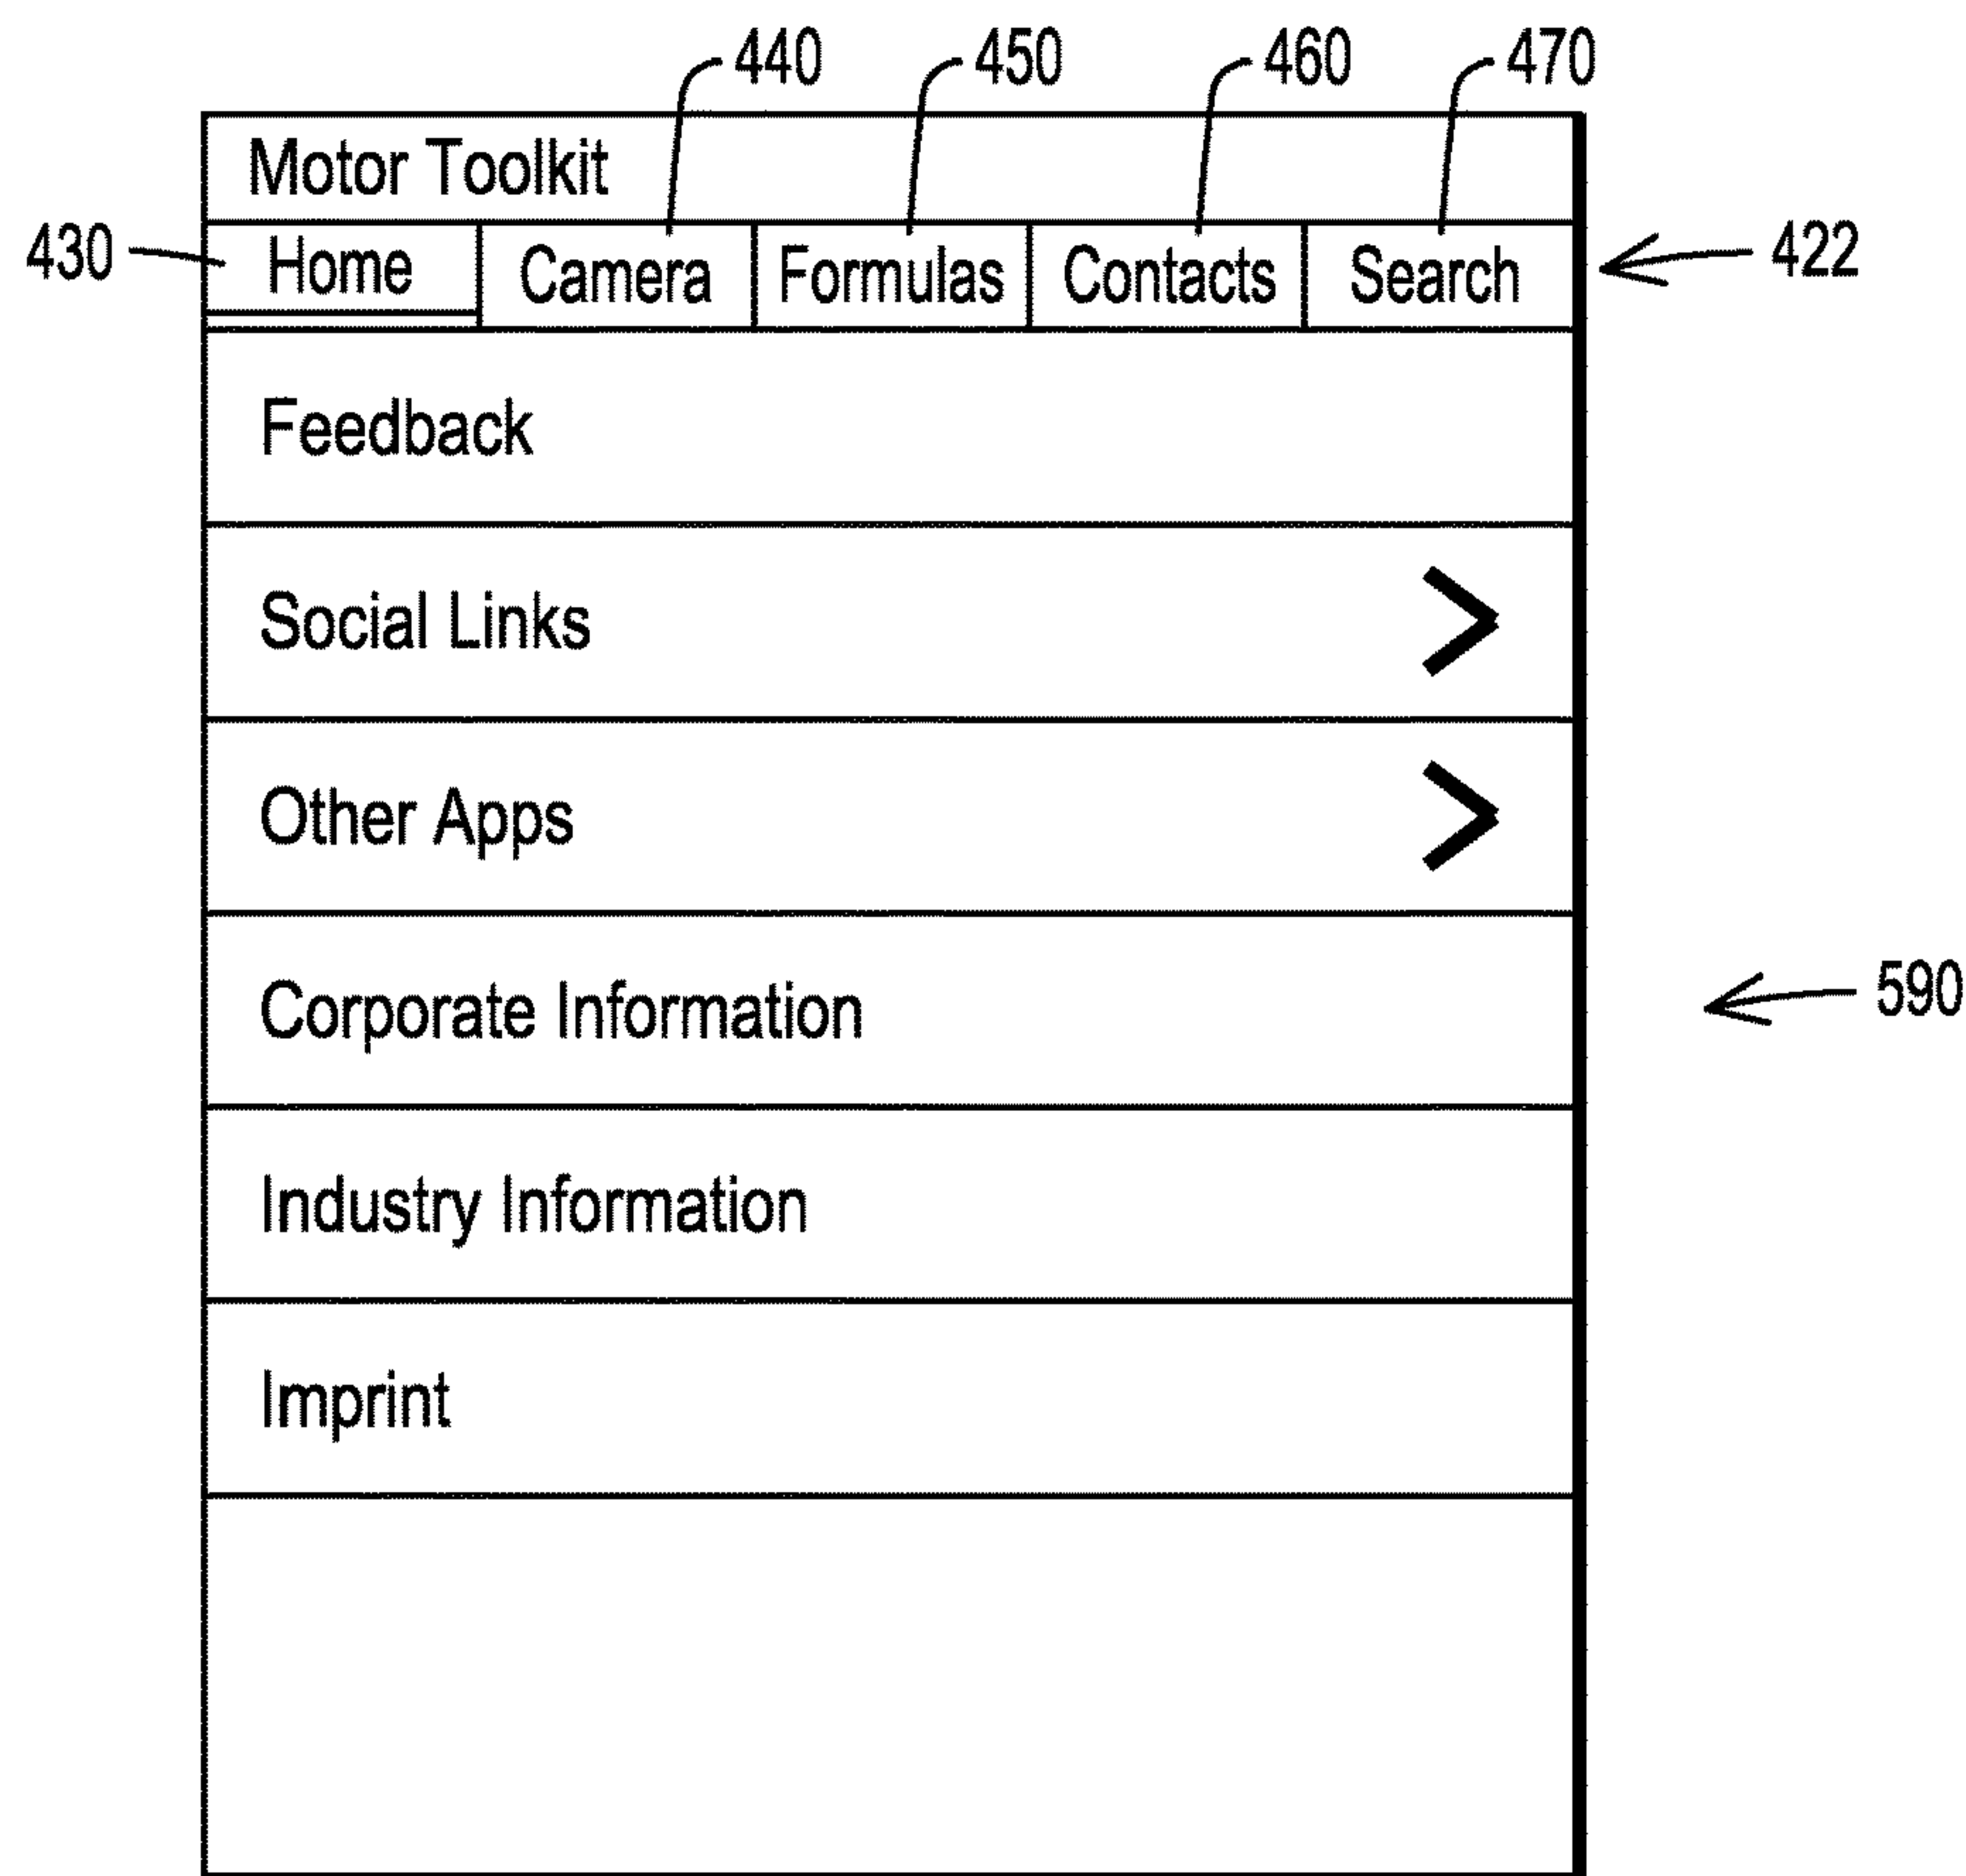 440 450 460 470
Motor Toolkit
430 Home Camera Formulas Contacts Search 422
Feedback
Social Links
Other Apps
Corporate Information 590
Industry Information
Imprint